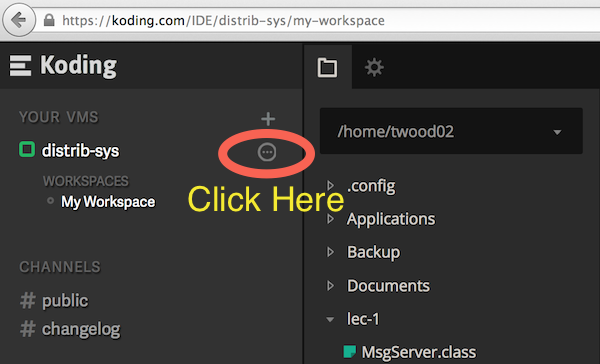 https://koding.com/IDE/distrib-sys/my-workspace
Koding
YOUR VMS
distrib-sys
WORKSPACES
My Workspace
Click Here
CHANNELS
# public
# changelog
/home/twood02
.config
Applications
Backup
Documents
lec-1
MsgServer.class